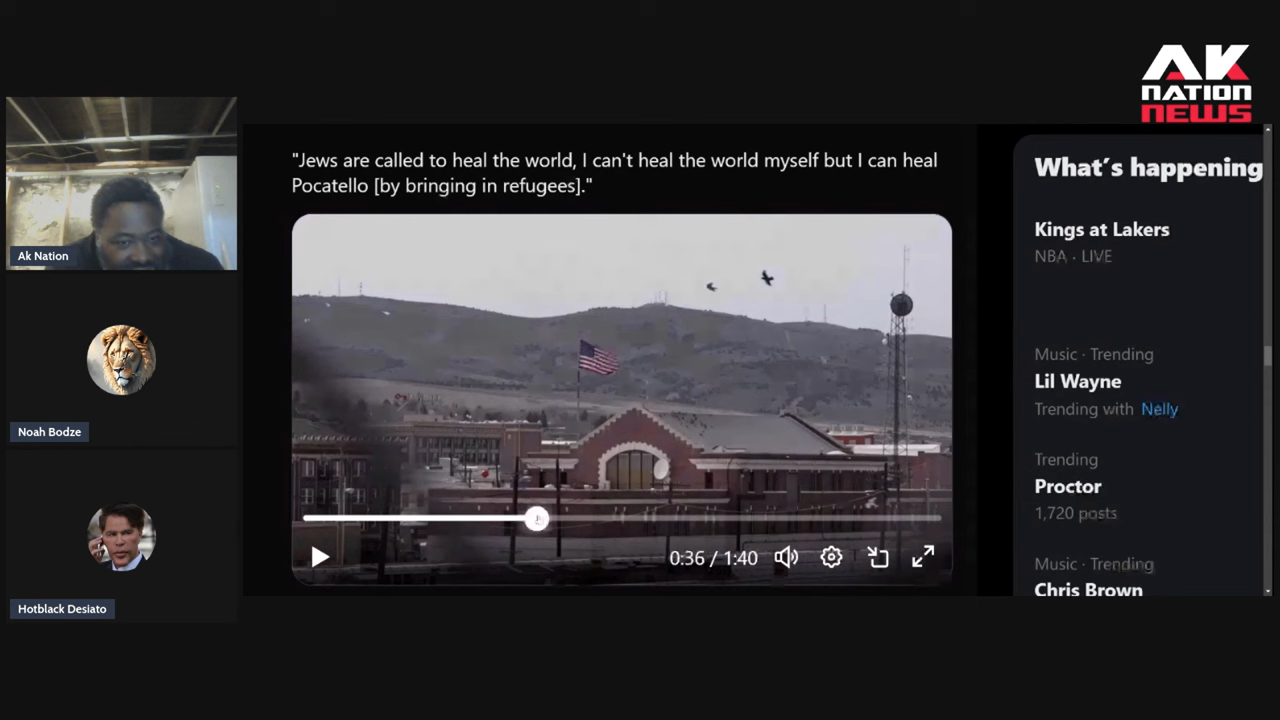 AK
NATION
NEWS
Ak Nation
Noah Bodze
Hotblack Desiato
"Jews are called to heal the world, I can't heal the world myself but I can heal
Pocatello [by bringing in refugees]."
0:36 / 1:40
What's happening
Kings at Lakers
NBA · LIVE
Music · Trending
Lil Wayne
Trending with Nelly
Trending
Proctor
1,720 posts
Music · Trending
Chris Brown